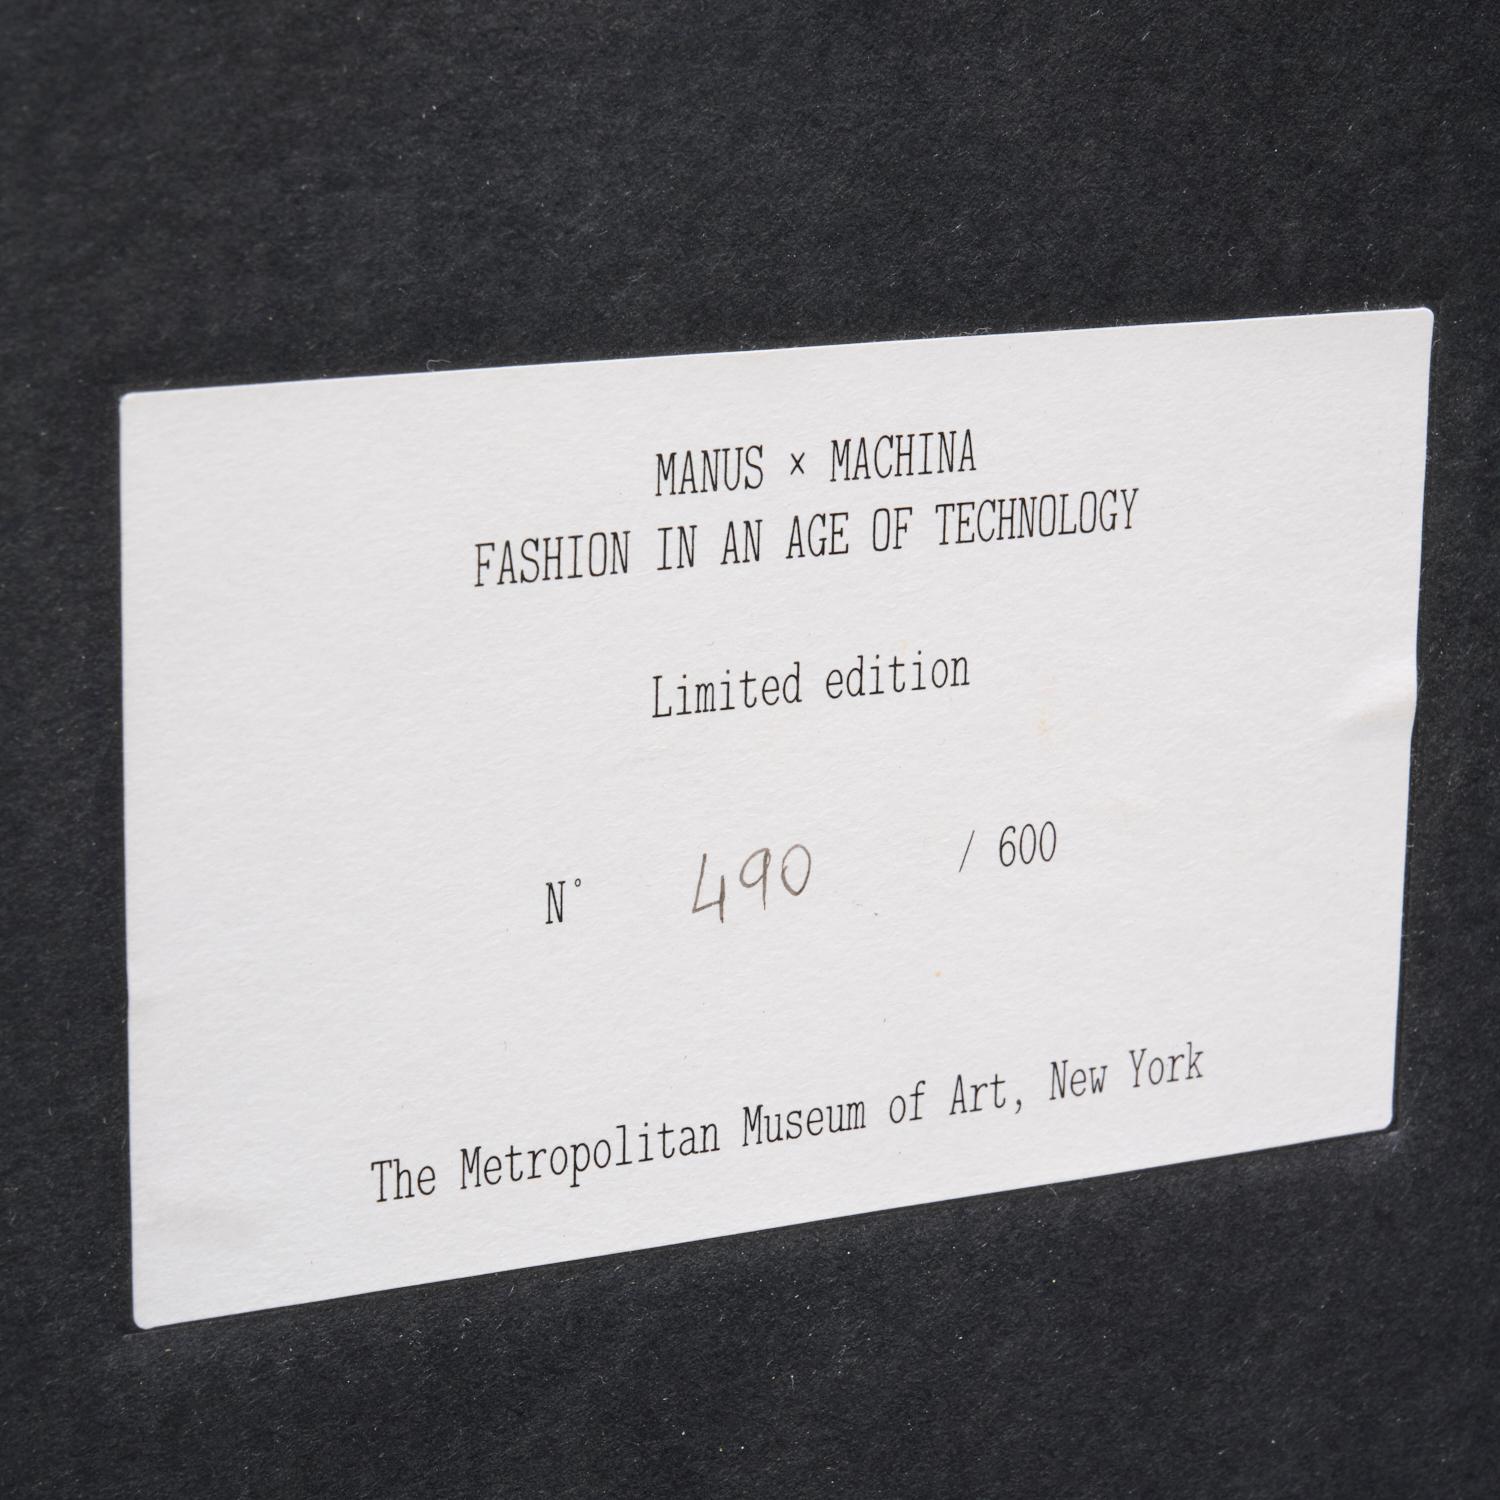 MANUS × MACHINA
FASHION IN AN AGE OF TECHNOLOGY
Limited edition
N° 490 / 600
The Metropolitan Museum of Art, New York